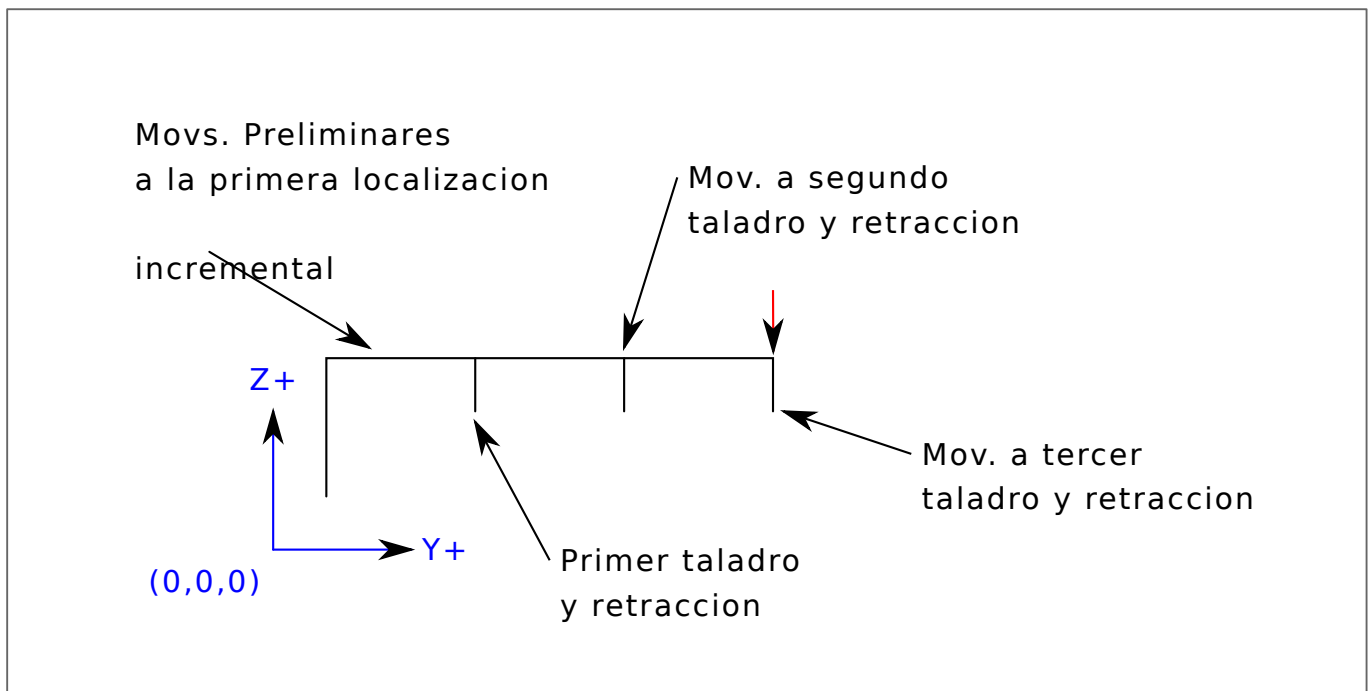 Movs. Preliminares
a la primera localizacion
incremental
Mov. a segundo
taladro y retraccion
Z+
Y+
(0,0,0)
Mov. a tercer
taladro y retraccion
Primer taladro
y retraccion